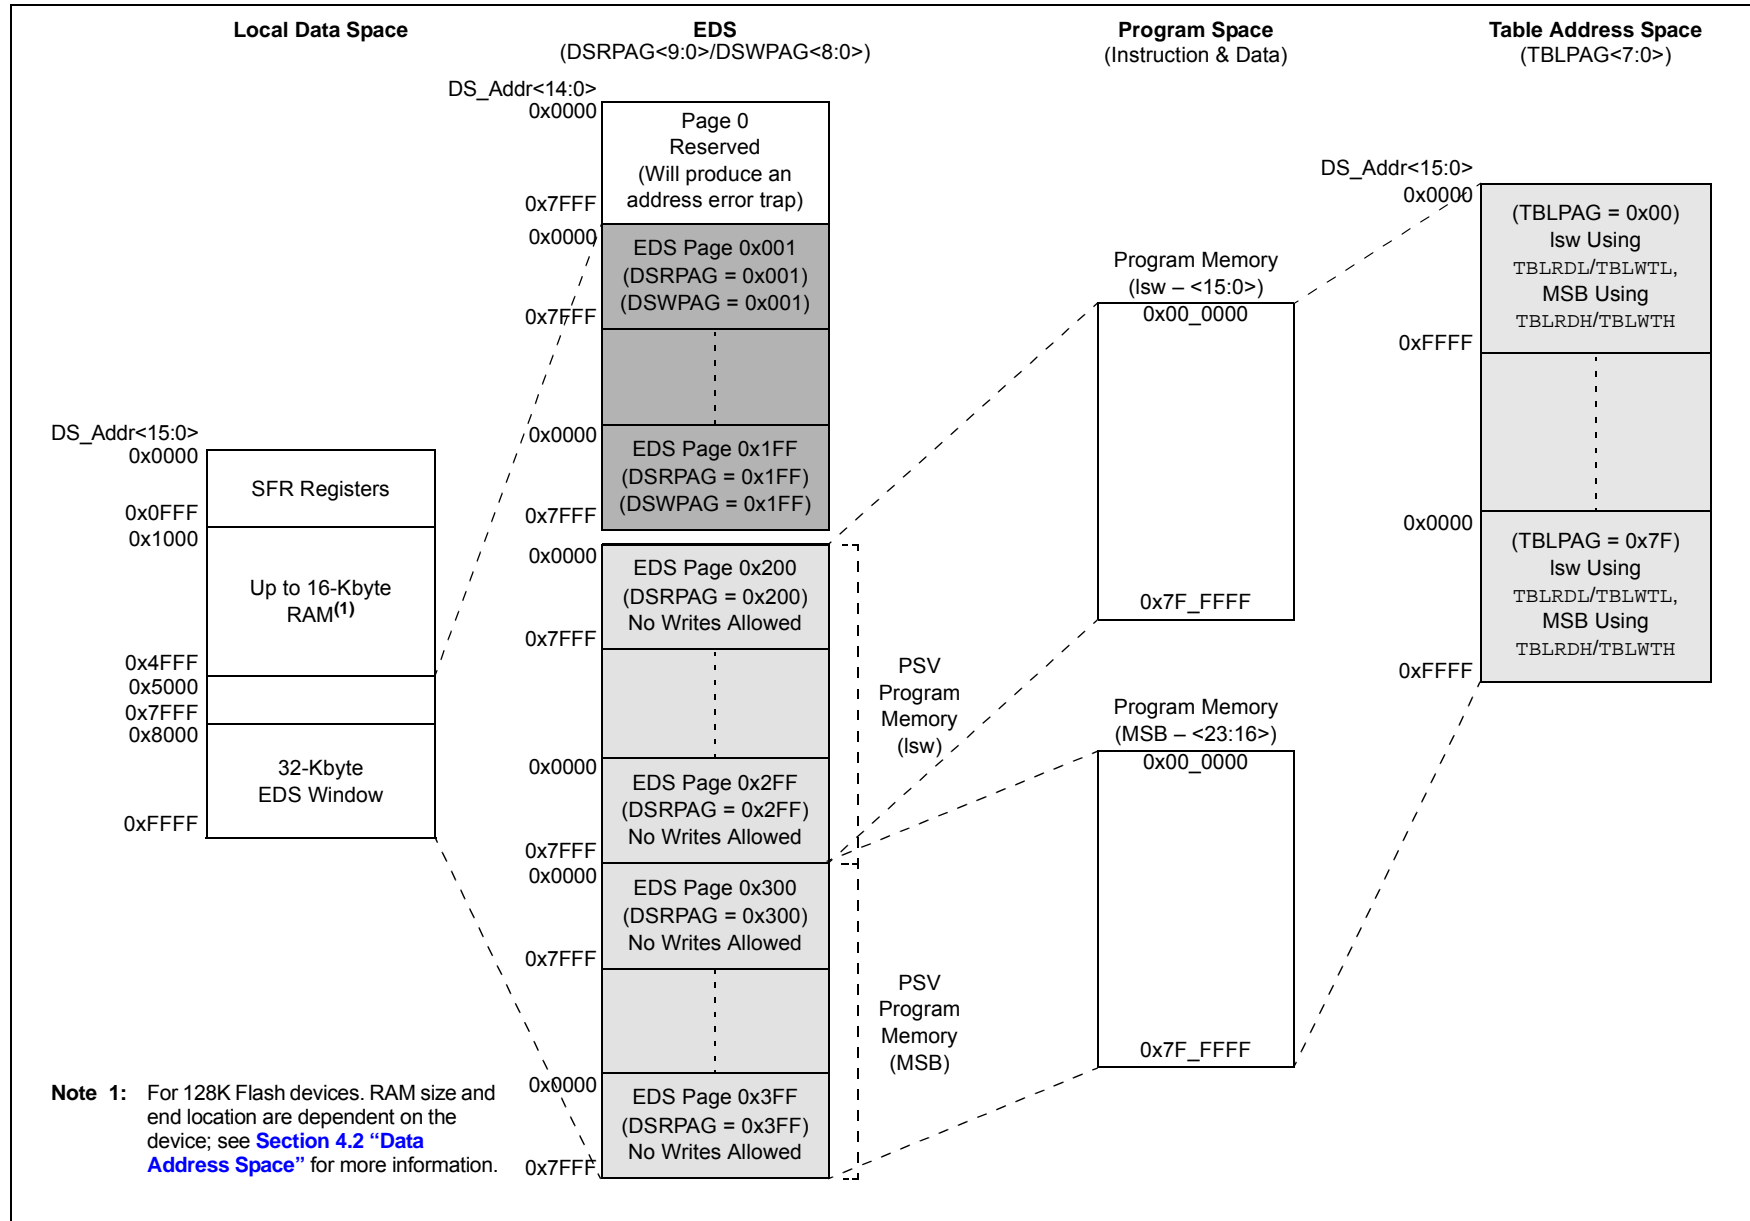 Local Data Space
DS_Addr<15:0>
0x0000
SFR Registers
0x0FFF
0x1000
Up to 16-Kbyte
RAM(1)
0x4FFF
0x5000
0x7FFF
0x8000
32-Kbyte
EDS Window
0xFFFF
EDS
(DSRPAG<9:0>/DSWPAG<8:0>)
DS_Addr<14:0>
0x0000
Page 0
Reserved
(Will produce an
address error trap)
0x7FFF
0x0000
EDS Page 0x001
(DSRPAG = 0x001)
(DSWPAG = 0x001)
0x7FFF
0x0000
EDS Page 0x1FF
(DSRPAG = 0x1FF)
(DSWPAG = 0x1FF)
0x7FFF
0x0000
EDS Page 0x200
(DSRPAG = 0x200)
No Writes Allowed
0x7FFF
PSV
Program
Memory
(lsw)
0x0000
EDS Page 0x2FF
(DSRPAG = 0x2FF)
No Writes Allowed
0x7FFF
0x0000
EDS Page 0x300
(DSRPAG = 0x300)
No Writes Allowed
0x7FFF
PSV
Program
Memory
(MSB)
0x0000
EDS Page 0x3FF
(DSRPAG = 0x3FF)
No Writes Allowed
0x7FFF
Program Space
(Instruction & Data)
Program Memory
(lsw – <15:0>)
0x00_0000
0x7F_FFFF
Program Memory
(MSB – <23:16>)
0x00_0000
0x7F_FFFF
Table Address Space
(TBLPAG<7:0>)
DS_Addr<15:0>
0x0000
(TBLPAG = 0x00)
lsw Using
TBLRDL/TBLWTL,
MSB Using
TBLRDH/TBLWTH
0xFFFF
0x0000
(TBLPAG = 0x7F)
lsw Using
TBLRDL/TBLWTL,
MSB Using
TBLRDH/TBLWTH
0xFFFF
Note 1: For 128K Flash devices. RAM size and
end location are dependent on the
device; see Section 4.2 “Data
Address Space” for more information.